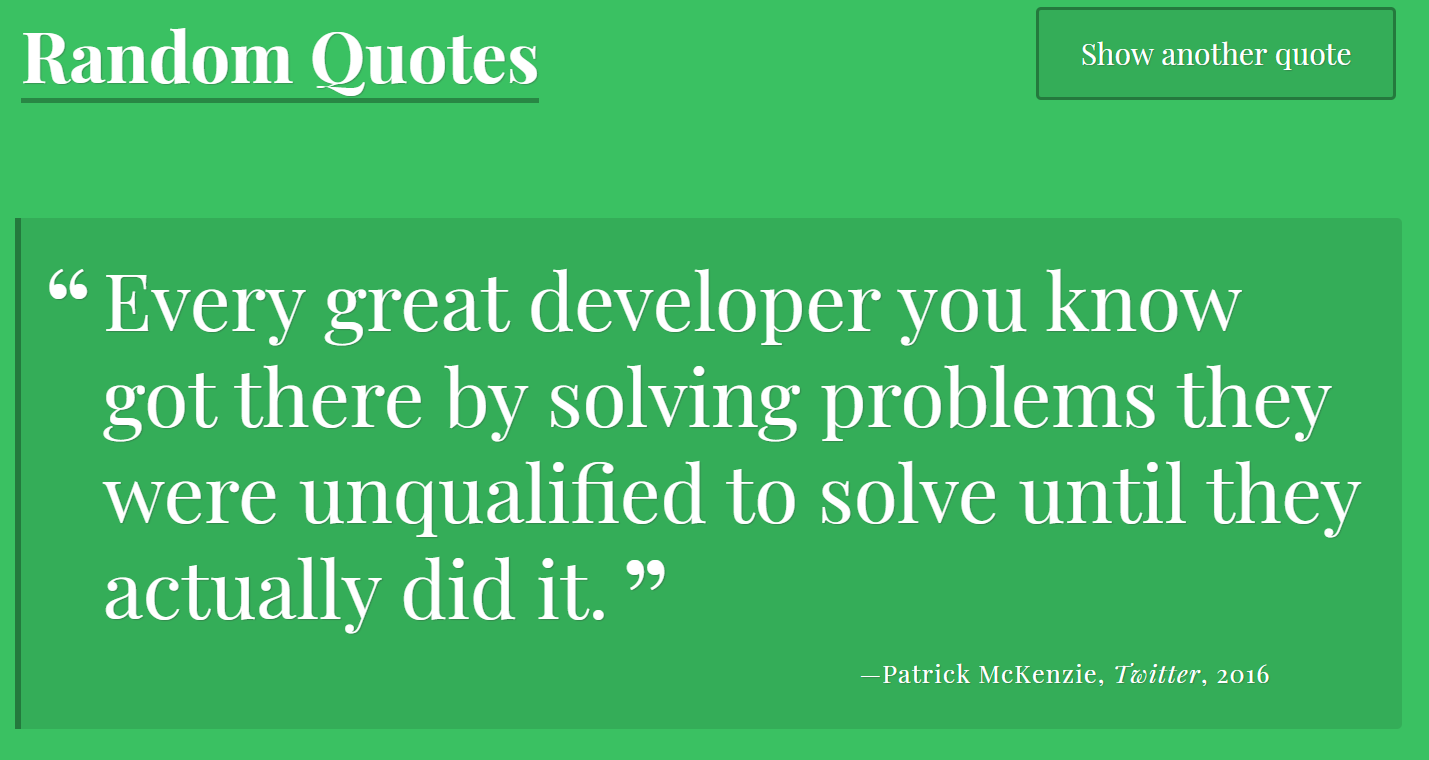 Random Quotes
Show another quote
“ Every great developer you know
got there by solving problems they
were unqualified to solve until they
actually did it. ”
—Patrick McKenzie, Twitter, 2016